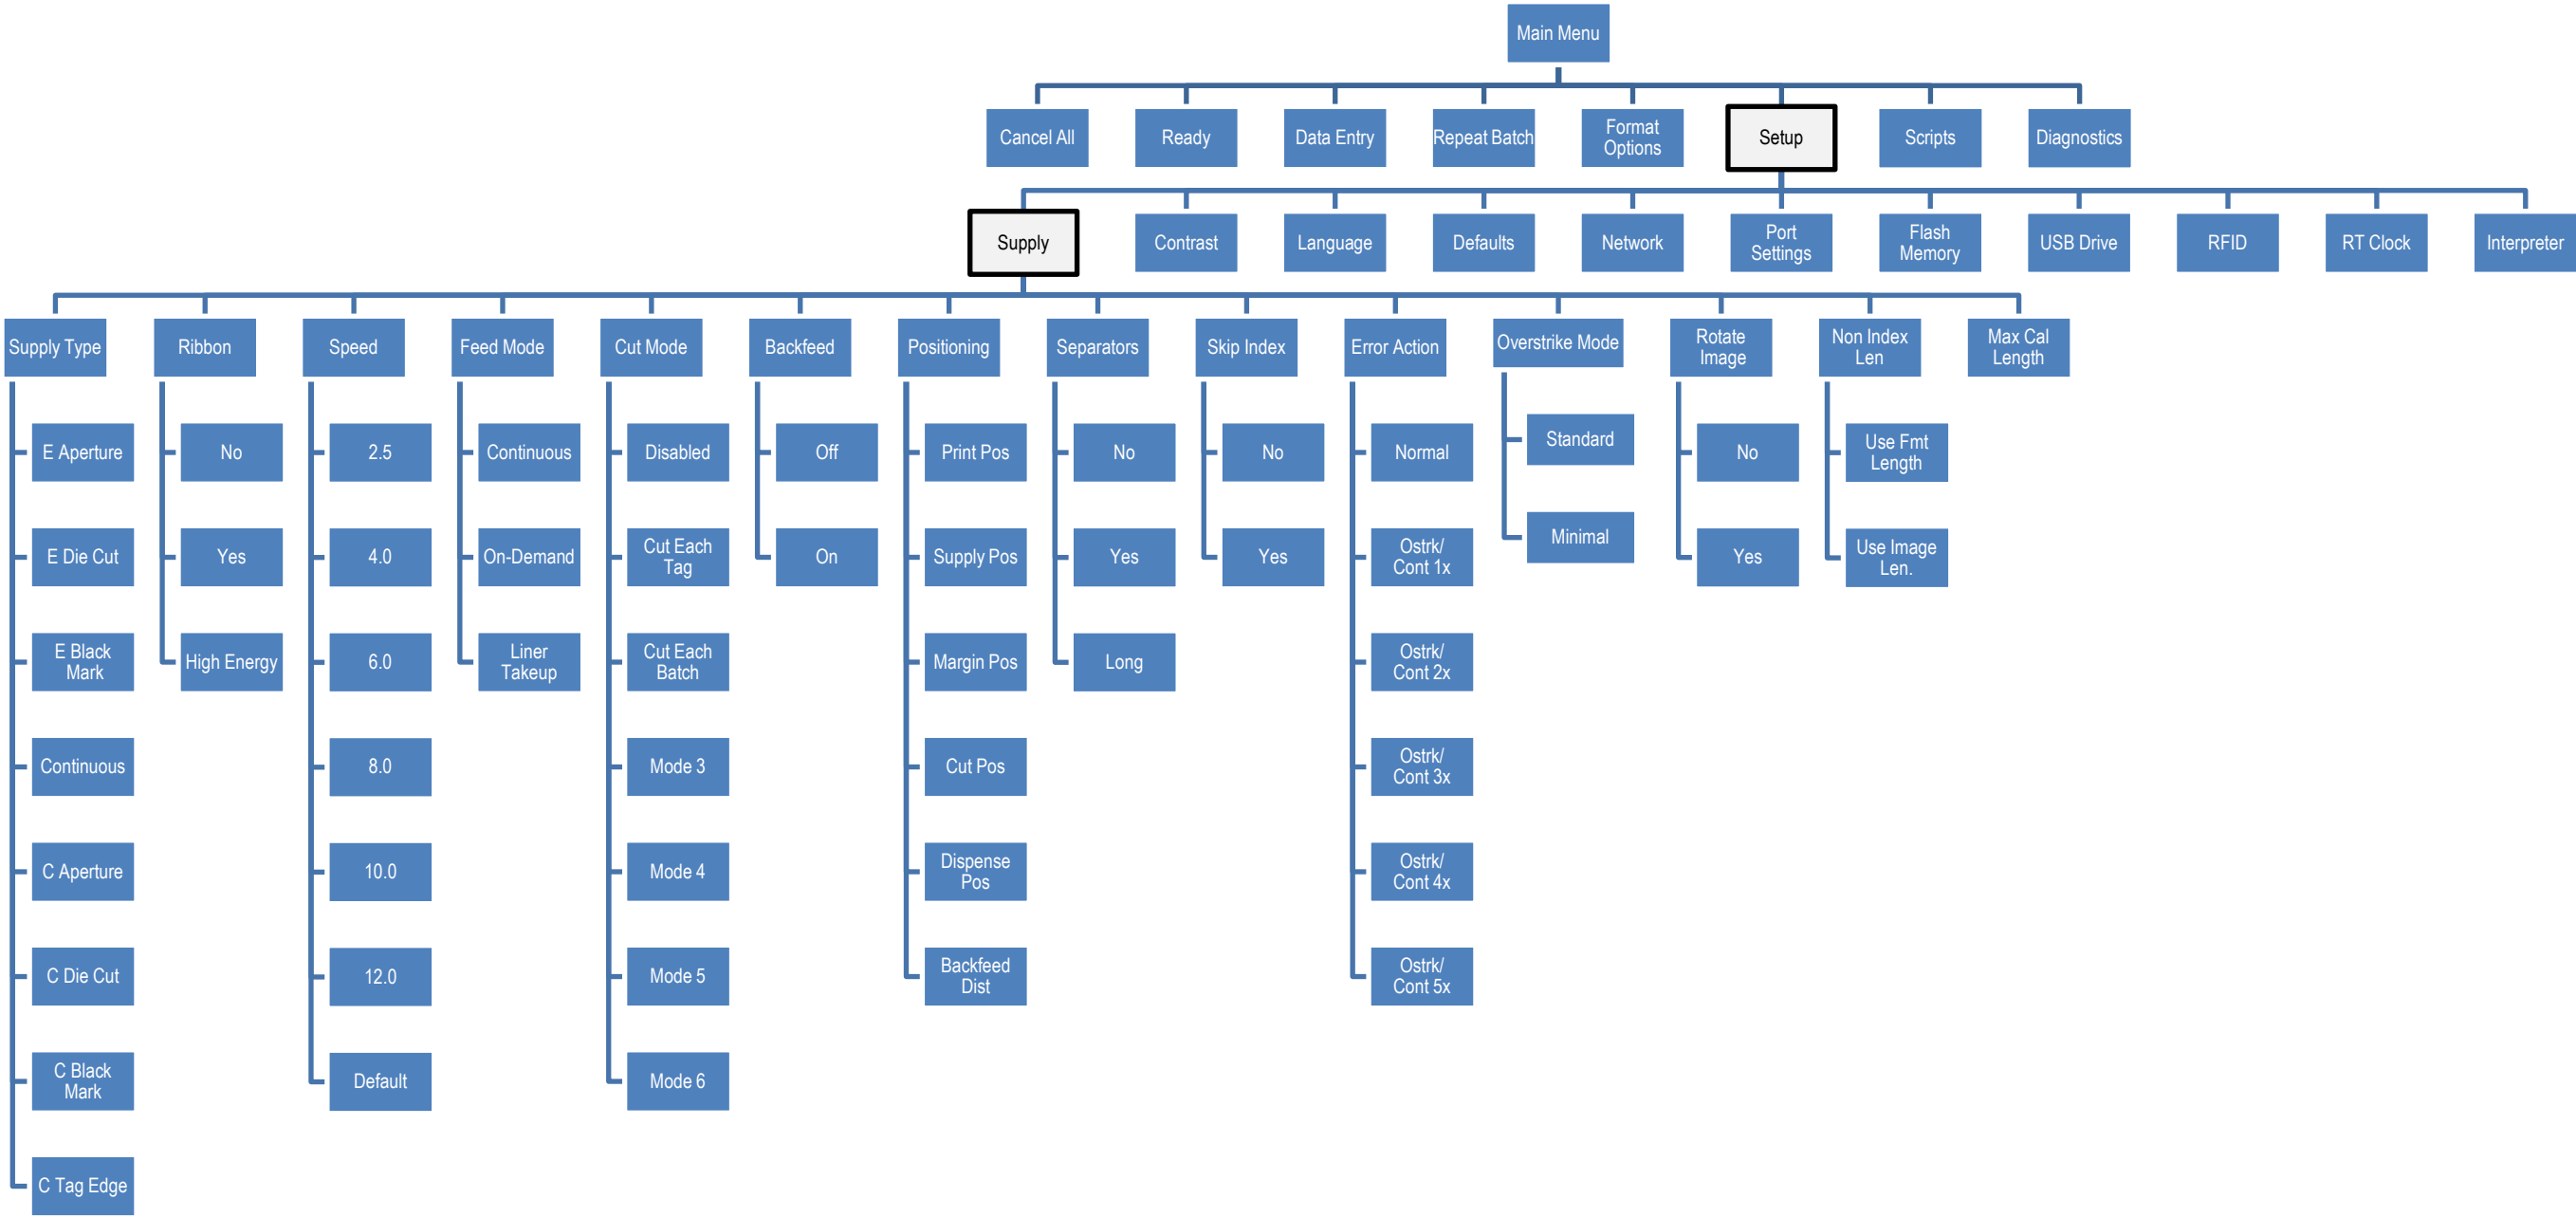 Main Menu
Cancel All
Ready
Data Entry
Repeat Batch
Format
Options
Setup
Scripts
Diagnostics
Supply
Contrast
Language
Defaults
Network
Port
Settings
Flash
Memory
USB Drive
RFID
RT Clock
Interpreter
Supply Type
Ribbon
Speed
Feed Mode
Cut Mode
Backfeed
Positioning
Separators
Skip Index
Error Action
Overstrike Mode
Rotate
Image
Non Index
Len
Max Cal
Length
E Aperture
E Die Cut
E Black
Mark
Continuous
C Aperture
C Die Cut
C Black
Mark
C Tag Edge
No
Yes
High Energy
2.5
4.0
6.0
8.0
10.0
12.0
Default
Continuous
On-Demand
Liner
Takeup
Disabled
Cut Each
Tag
Cut Each
Batch
Mode 3
Mode 4
Mode 5
Mode 6
Off
On
Print Pos
Supply Pos
Margin Pos
Cut Pos
Dispense
Pos
Backfeed
Dist
No
Yes
Long
No
Yes
Normal
Ostrk/
Cont 1x
Ostrk/
Cont 2x
Ostrk/
Cont 3x
Ostrk/
Cont 4x
Ostrk/
Cont 5x
Standard
Minimal
No
Yes
Use Fmt
Length
Use Image
Len.